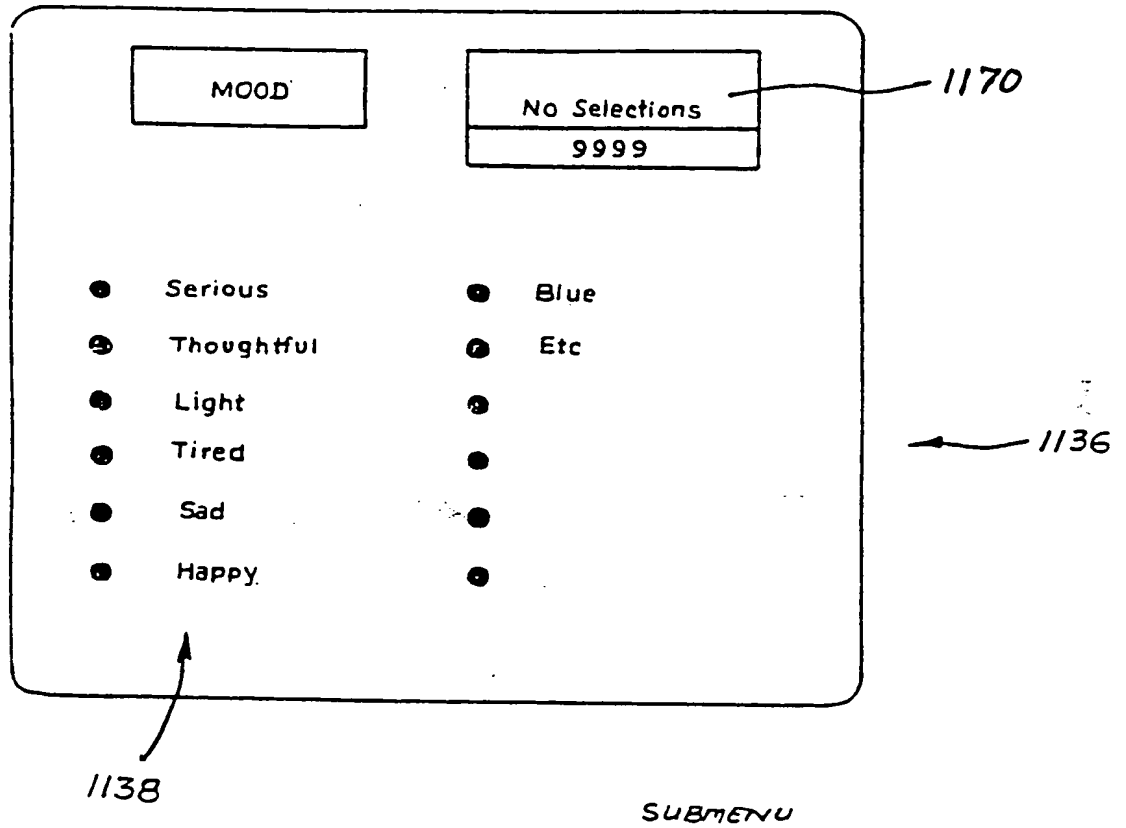 MOOD
No Selections
9999
1170
Serious
Thoughtful
Light
Tired
Sad
Happy
Blue
Etc
1136
1138
SUBMENU